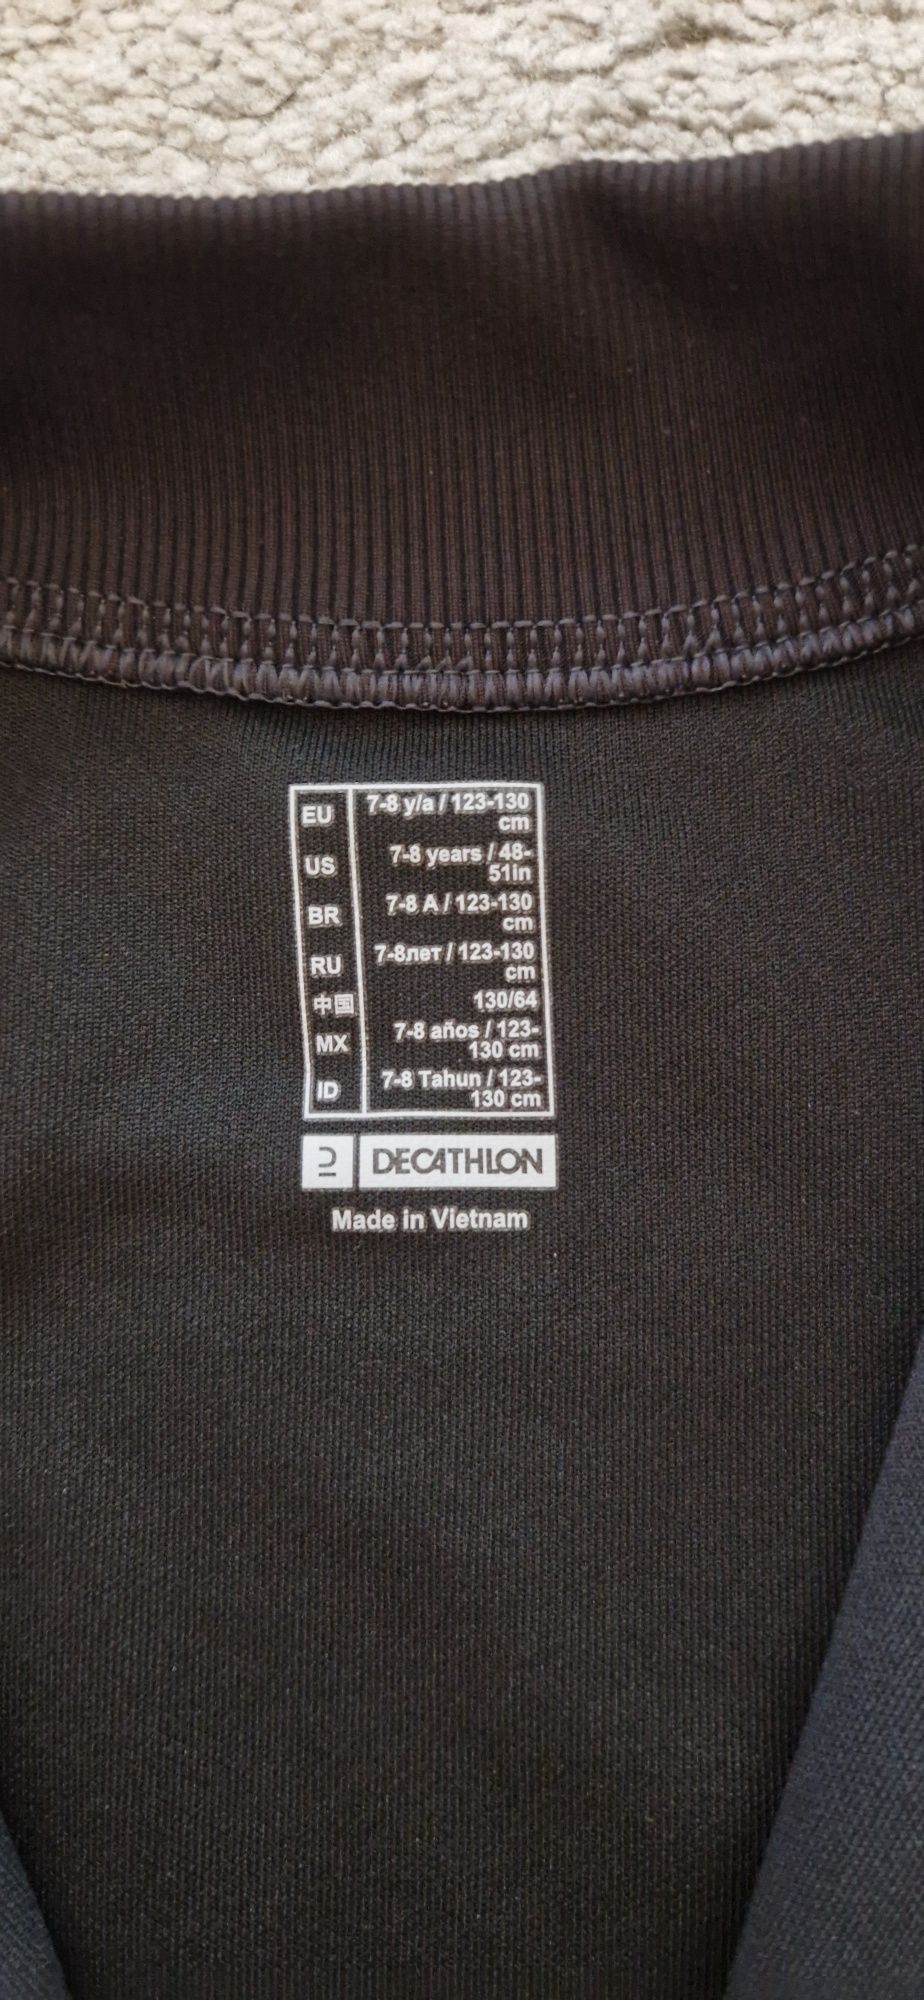 EU 7-8 y/a / 123-130
cm
US 7-8 years / 48-
51in
BR 7-8 A / 123-130
cm
RU 7-8лет / 123-130
cm
中国 130/64
MX 7-8 años / 123-
130 cm
ID 7-8 Tahun / 123-
130 cm
DECATHLON
Made in Vietnam